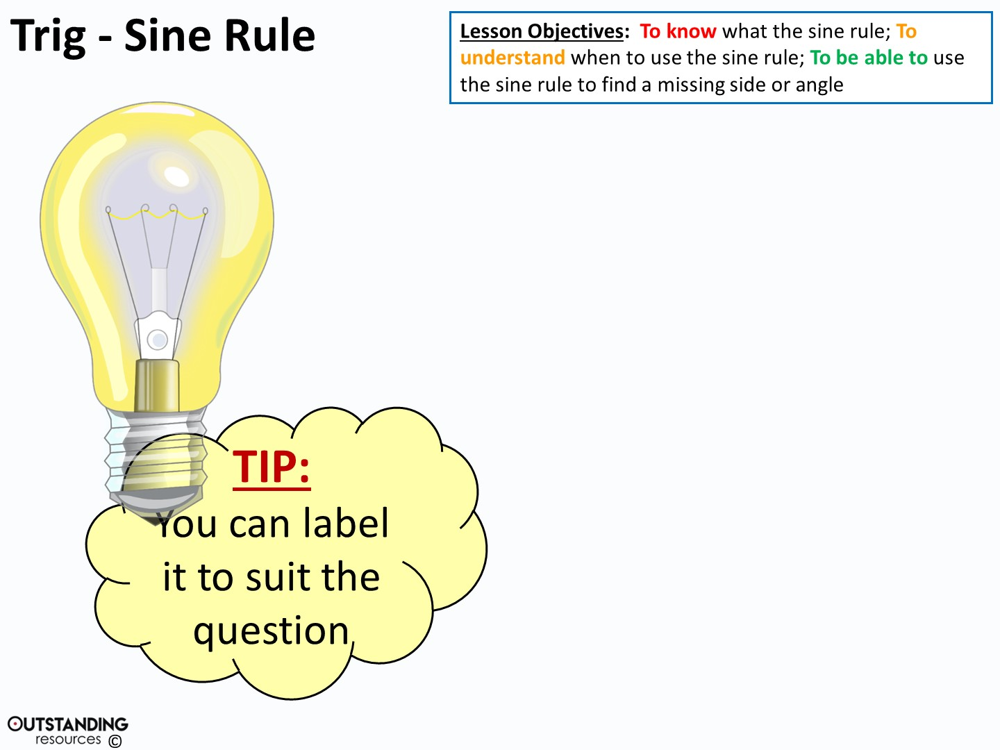 Trig - Sine Rule
Lesson Objectives: To know what the sine rule; To
understand when to use the sine rule; To be able to use
the sine rule to find a missing side or angle
TIP:
You can label
it to suit the
question
OUTSTANDING
resources ©